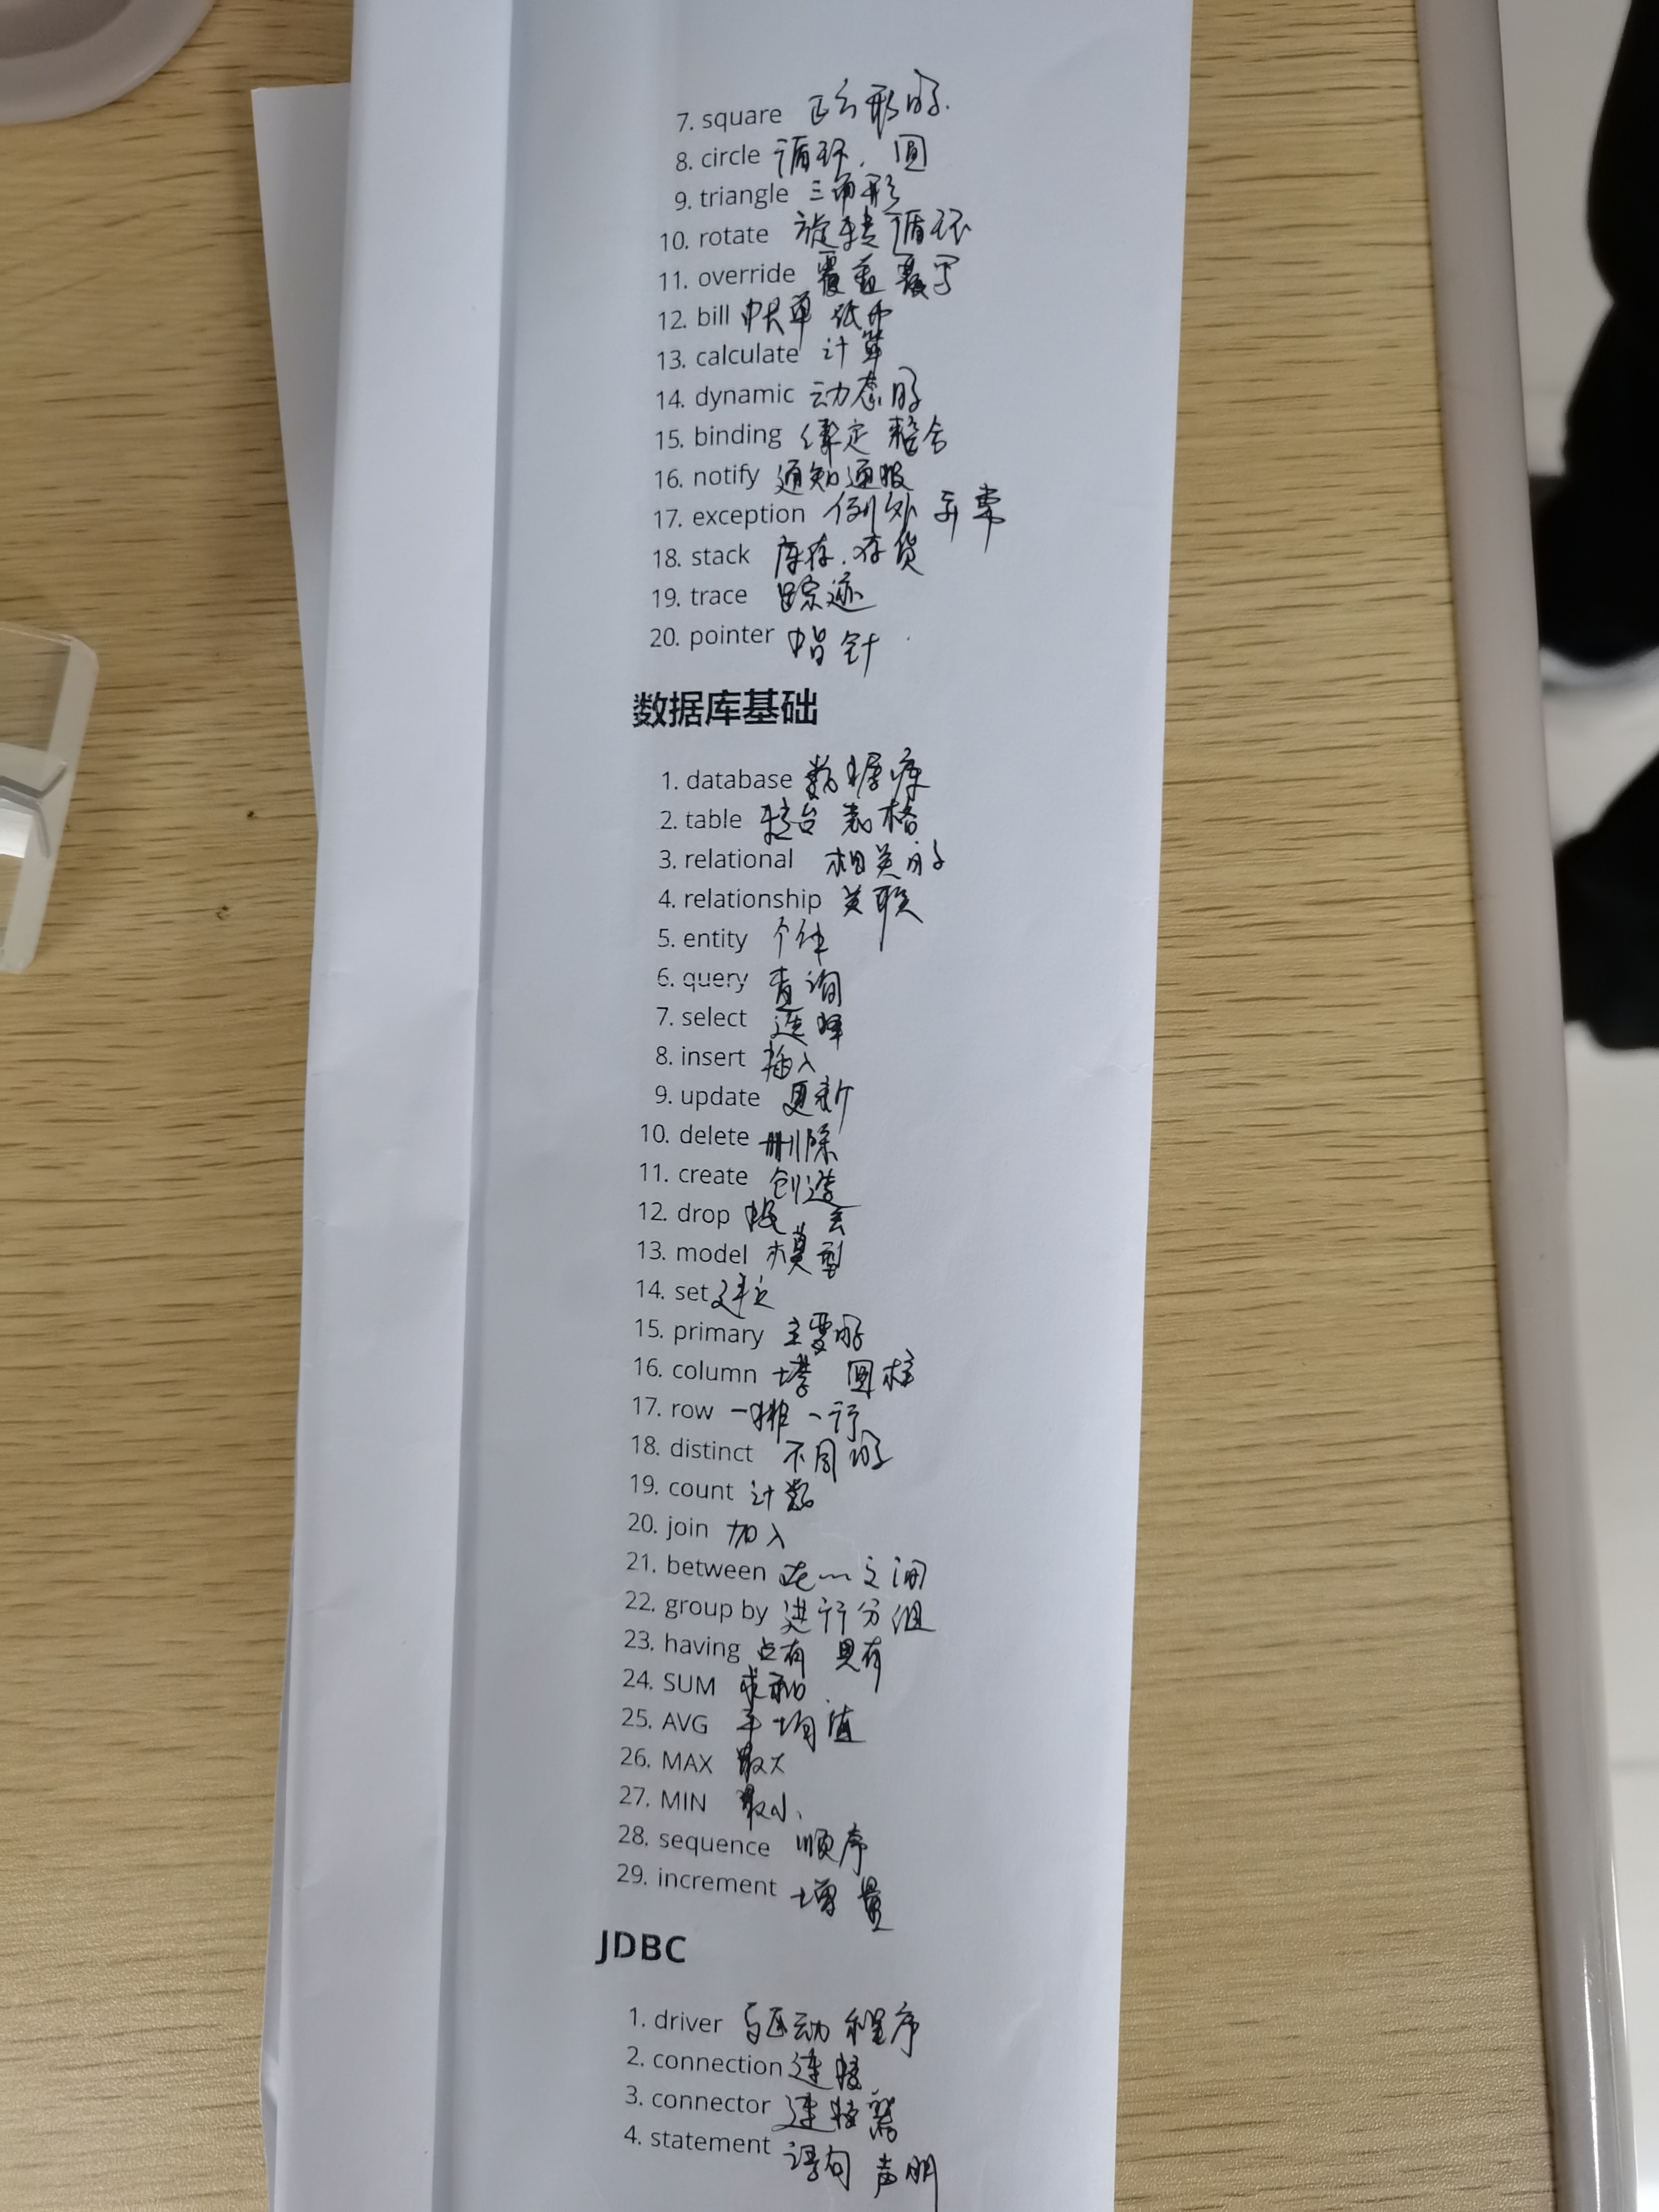 7. square 正方形的.
8. circle 循环, 圆
9. triangle 三角形
10. rotate 旋转 循环
11. override 覆盖 覆写
12. bill 帐单 纸币
13. calculate 计算
14. dynamic 动态的
15. binding 绑定 整合
16. notify 通知 通报
17. exception 例外 异常
18. stack 库存, 存货
19. trace 踪迹
20. pointer 指针
数据库基础
1. database 数据库
2. table 平台 表格
3. relational 相关的
4. relationship 关联
5. entity 个体
6. query 查询
7. select 选择
8. insert 插入
9. update 更新
10. delete 删除
11. create 创造
12. drop
13. model 模型
14. set 建立
15. primary 主要的
16. column 塔 圆柱
17. row 一排 一行
18. distinct 不同的
19. count 计数
20. join 加入
21. between 在…之间
22. group by 进行分组
23. having 占有 具有
24. SUM 求和
25. AVG 平均值
26. MAX 最大
27. MIN 最小
28. sequence 顺序
29. increment 增量
JDBC
1. driver 驱动 程序
2. connection 连接
3. connector 连接器
4. statement 语句 声明